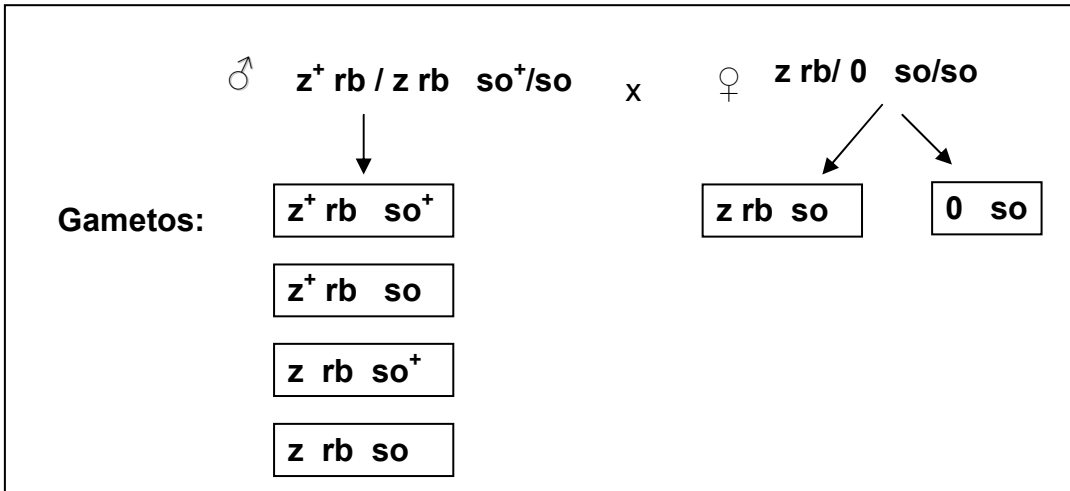 ♂ z⁺ rb / z rb so⁺/so x ♀ z rb/ 0 so/so
Gametos:
z⁺ rb so⁺
z rb so
0 so
z⁺ rb so
z rb so⁺
z rb so